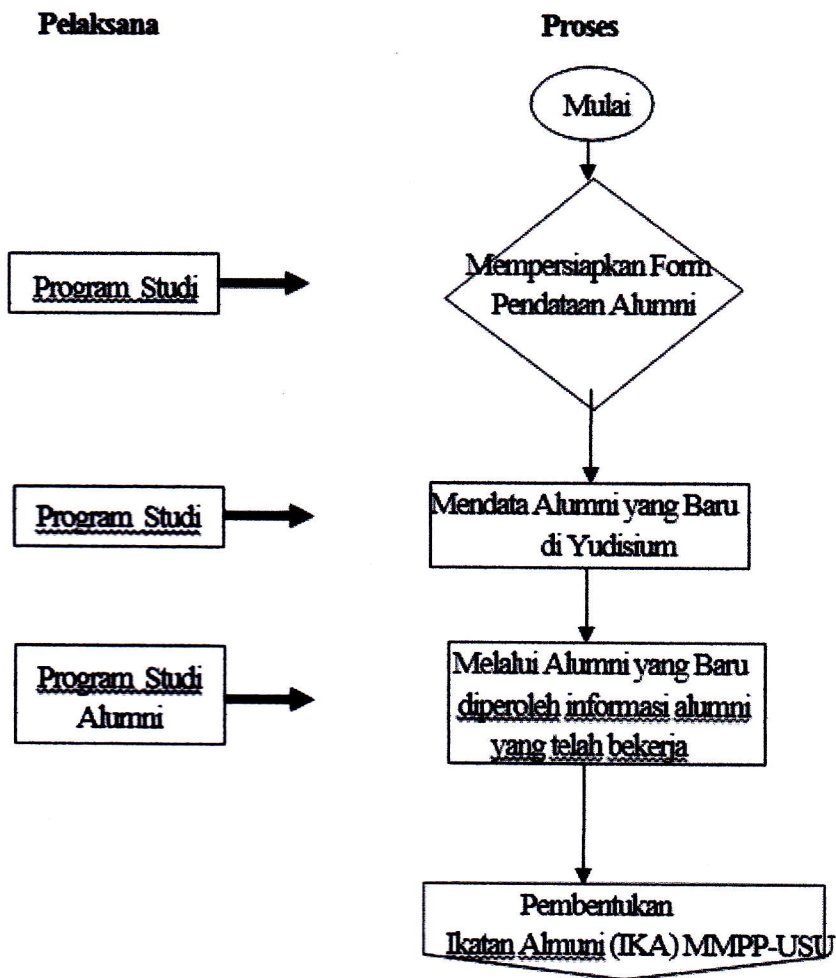 Pelaksana
Proses
Mulai
Program Studi
Mempersiapkan Form
Pendataan Alumni
Program Studi
Mendata Alumni yang Baru
di Yudisium
Program Studi
Alumni
Melalui Alumni yang Baru
diperoleh informasi alumni
yang telah bekerja
Pembentukan
Ikatan Almuni (IKA) MMPP-USU